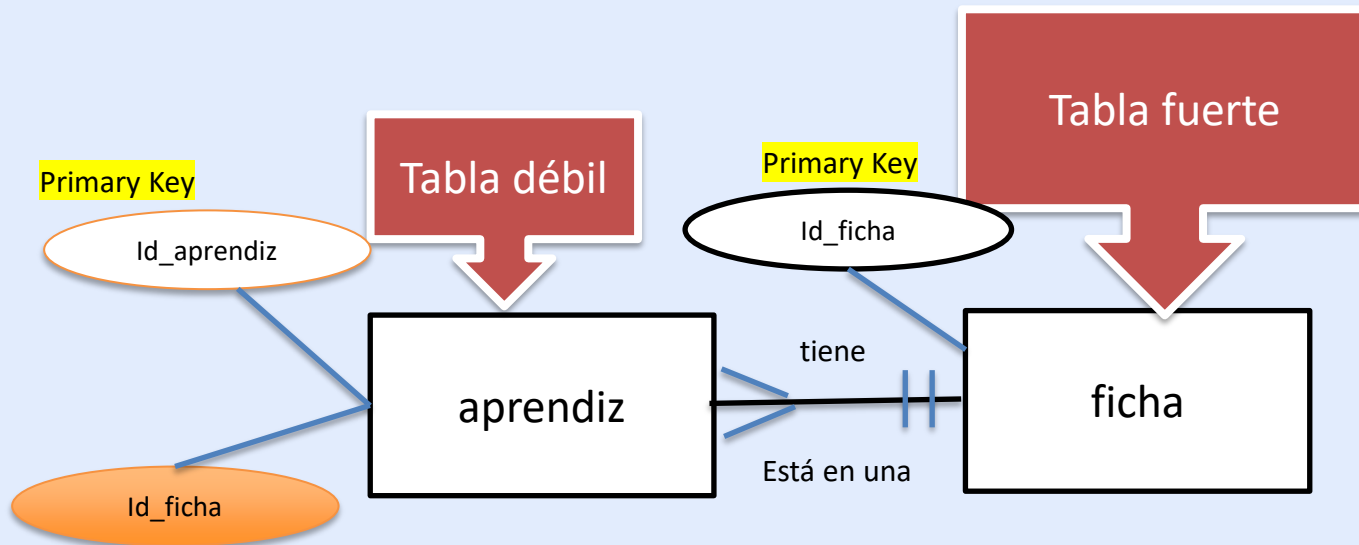 Tabla fuerte
Primary Key
Tabla débil
Primary Key
Id_aprendiz
Id_ficha
tiene
aprendiz
ficha
Está en una
Id_ficha